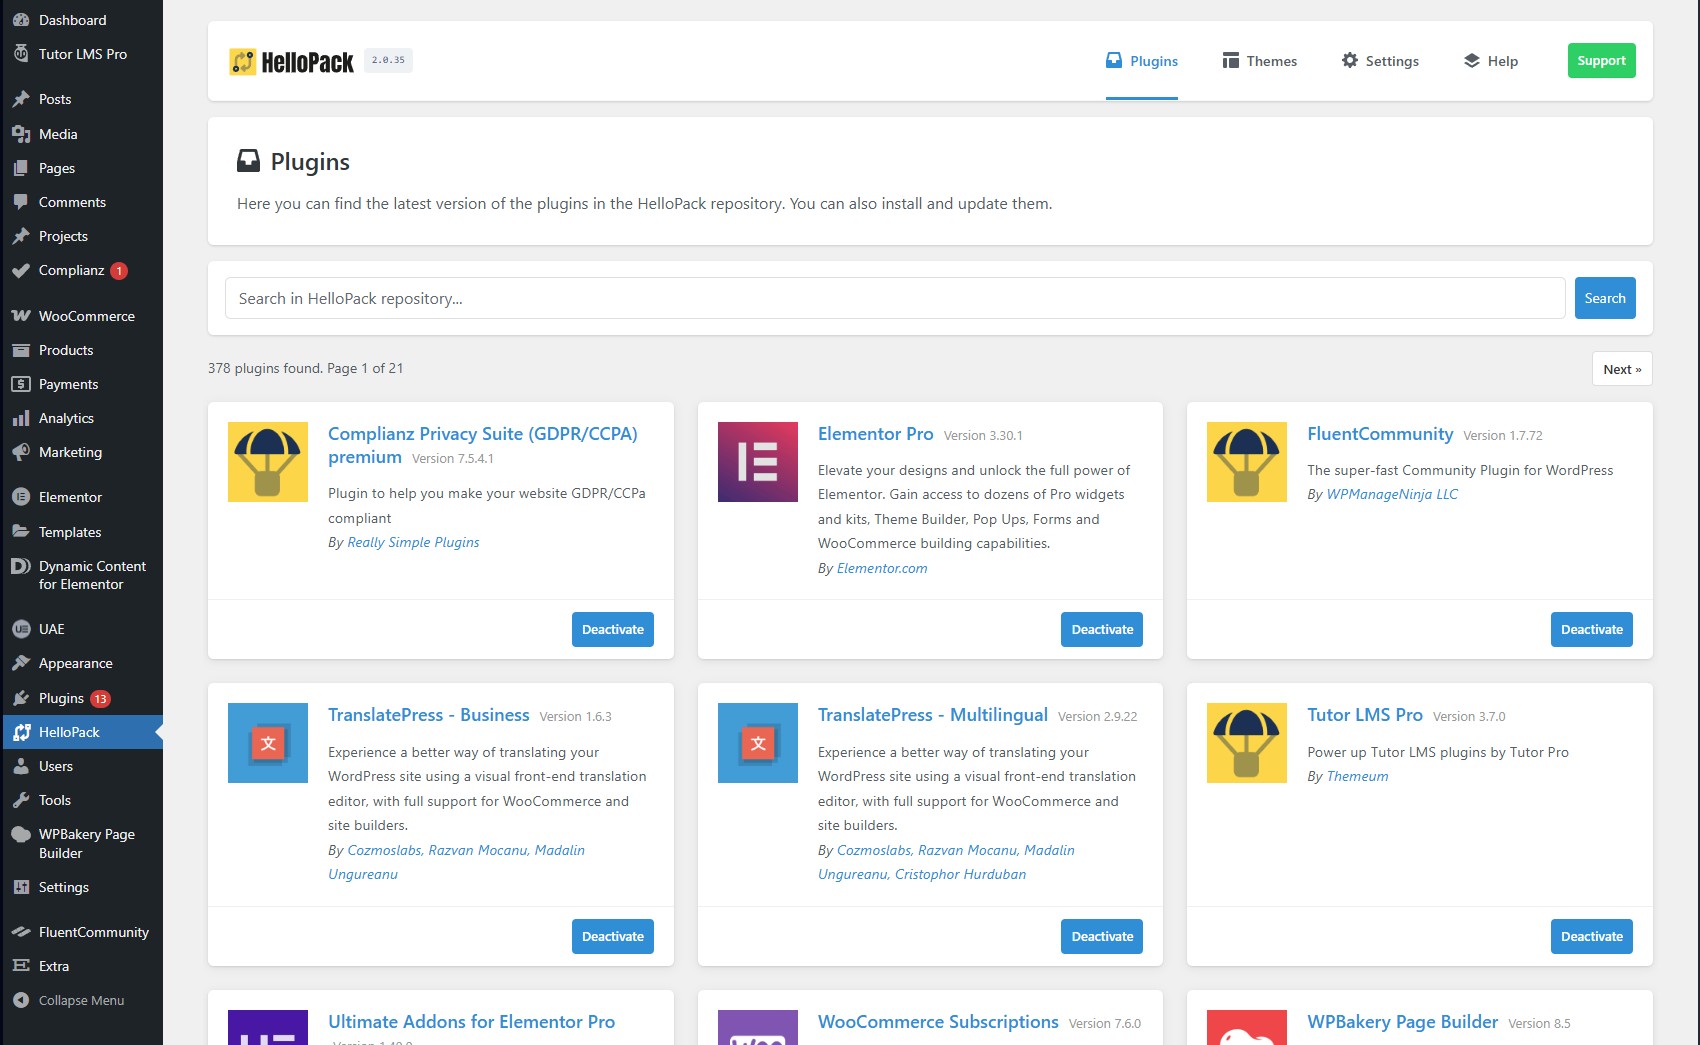 Dashboard
Tutor LMS Pro
Posts
Media
Pages
Comments
Projects
Complianz 1
WooCommerce
Products
Payments
Analytics
Marketing
Elementor
Templates
Dynamic Content
for Elementor
UAE
Appearance
Plugins 13
HelloPack
Users
Tools
WPBakery Page
Builder
Settings
FluentCommunity
Extra
Collapse Menu
HelloPack 2.0.35
Plugins
Themes
Settings
Help
Support
Plugins
Here you can find the latest version of the plugins in the HelloPack repository. You can also install and update them.
Search in HelloPack repository...
Search
378 plugins found. Page 1 of 21
Next »
Complianz Privacy Suite (GDPR/CCPA)
premium Version 7.5.4.1
Plugin to help you make your website GDPR/CCPa
compliant
By Really Simple Plugins
Deactivate
Elementor Pro Version 3.30.1
Elevate your designs and unlock the full power of
Elementor. Gain access to dozens of Pro widgets
and kits, Theme Builder, Pop Ups, Forms and
WooCommerce building capabilities.
By Elementor.com
Deactivate
FluentCommunity Version 1.7.72
The super-fast Community Plugin for WordPress
By WPManageNinja LLC
Deactivate
文
TranslatePress - Business Version 1.6.3
Experience a better way of translating your
WordPress site using a visual front-end translation
editor, with full support for WooCommerce and
site builders.
By Cozmoslabs, Razvan Mocanu, Madalin
Ungureanu
Deactivate
文
TranslatePress - Multilingual Version 2.9.22
Experience a better way of translating your
WordPress site using a visual front-end translation
editor, with full support for WooCommerce and
site builders.
By Cozmoslabs, Razvan Mocanu, Madalin
Ungureanu, Cristophor Hurduban
Deactivate
Tutor LMS Pro Version 3.7.0
Power up Tutor LMS plugins by Tutor Pro
By Themeum
Deactivate
Ultimate Addons for Elementor Pro
WooCommerce Subscriptions Version 7.6.0
WPBakery Page Builder Version 8.5